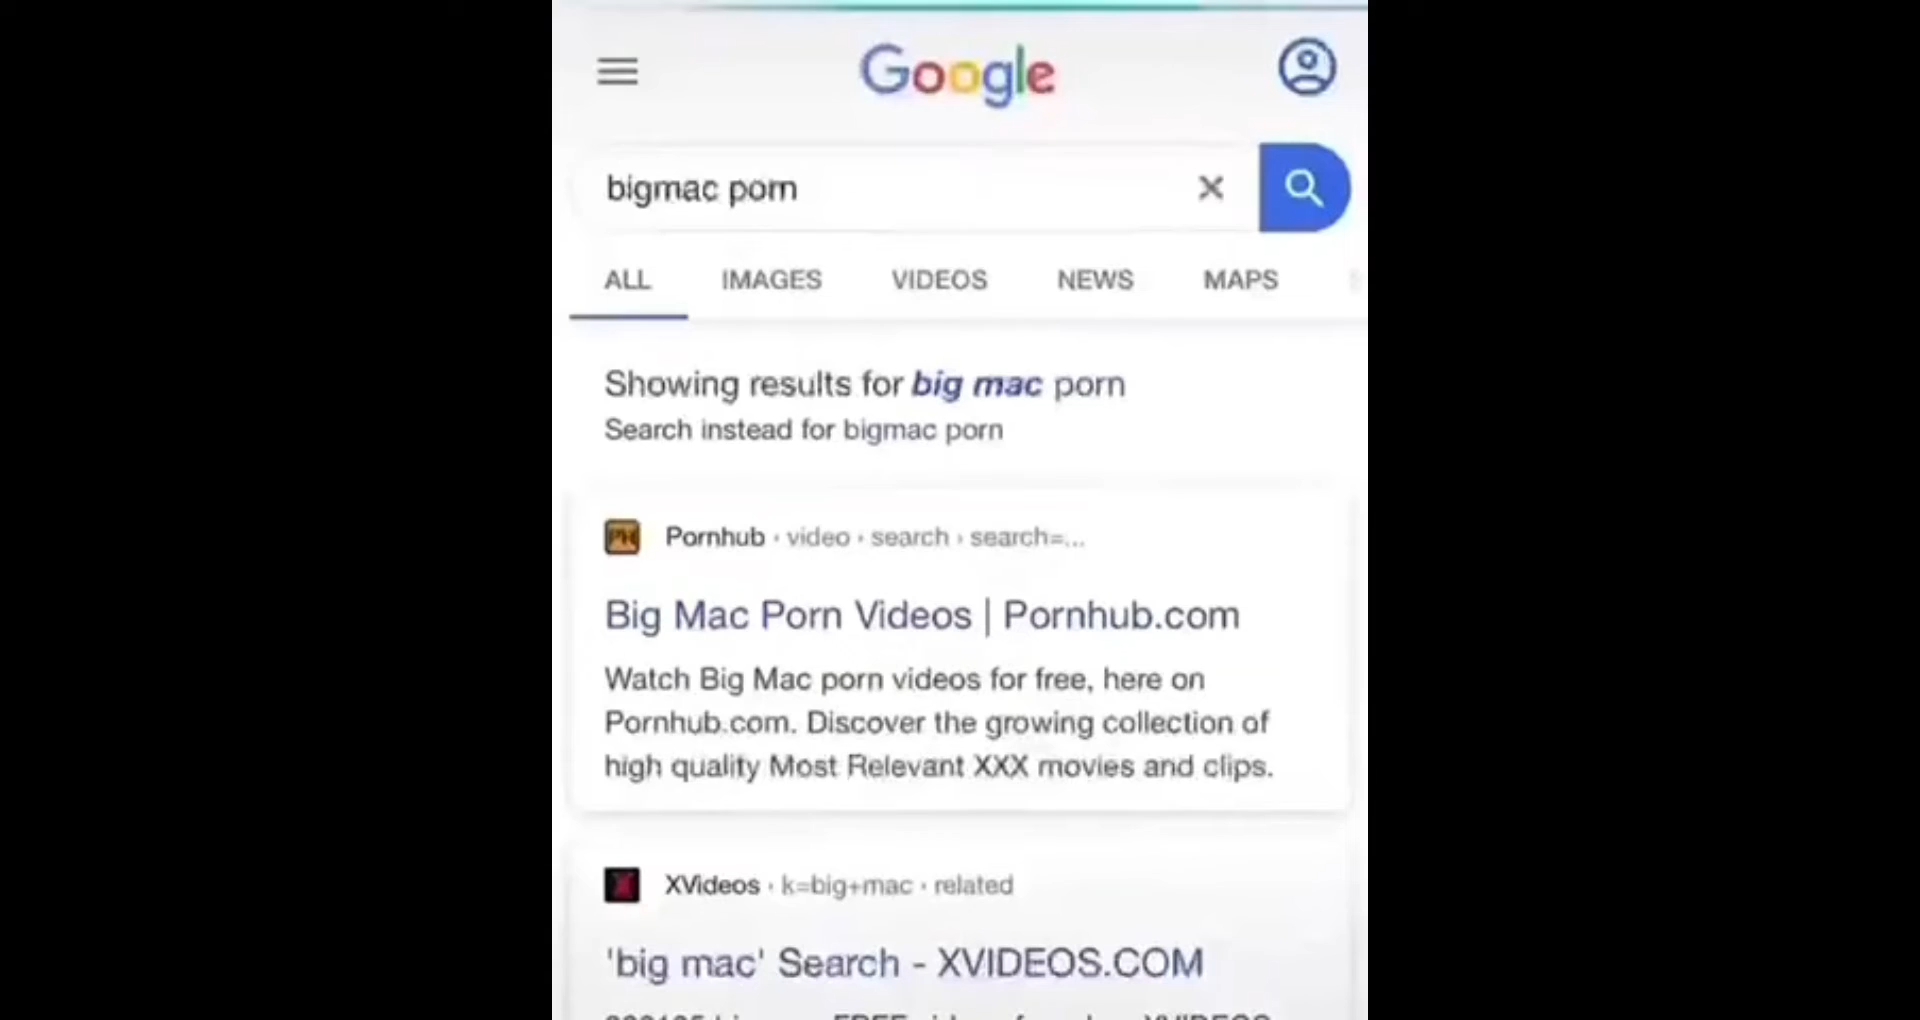 Google
bigmac porn
ALL IMAGES VIDEOS NEWS MAPS
Showing results for big mac porn
Search instead for bigmac porn
PH Pornhub · video › search › search=...
Big Mac Porn Videos | Pornhub.com
Watch Big Mac porn videos for free, here on
Pornhub.com. Discover the growing collection of
high quality Most Relevant XXX movies and clips.
X XVideos › k=big+mac › related
'big mac' Search - XVIDEOS.COM